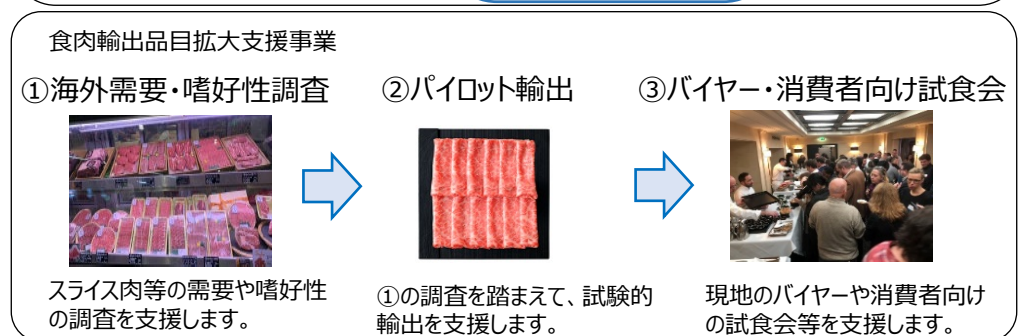 食肉輸出品目拡大支援事業
①海外需要・嗜好性調査
②パイロット輸出
③バイヤー・消費者向け試食会
スライス肉等の需要や嗜好性
の調査を支援します。
①の調査を踏まえて、試験的
輸出を支援します。
現地のバイヤーや消費者向け
の試食会等を支援します。